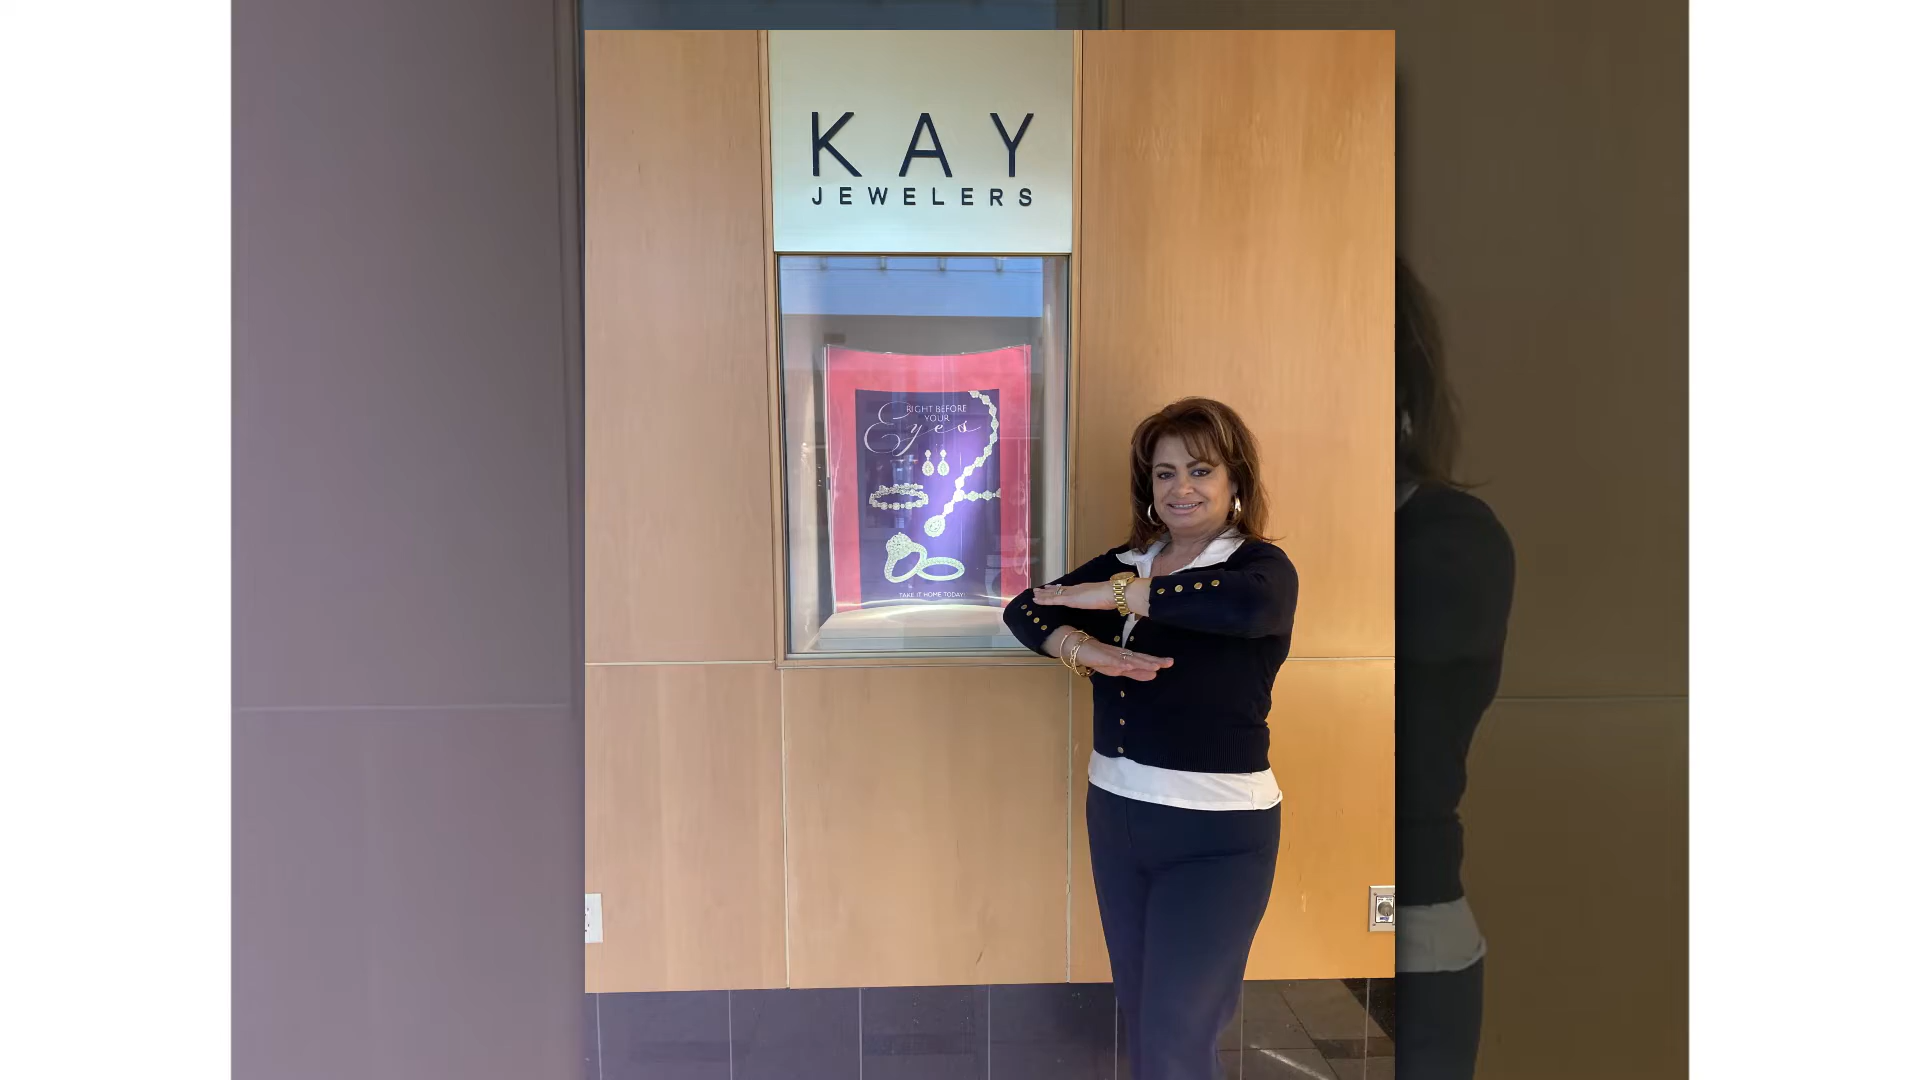 KAY
JEWELERS
RIGHT BEFORE
YOUR
Eyes
TAKE IT HOME TODAY!